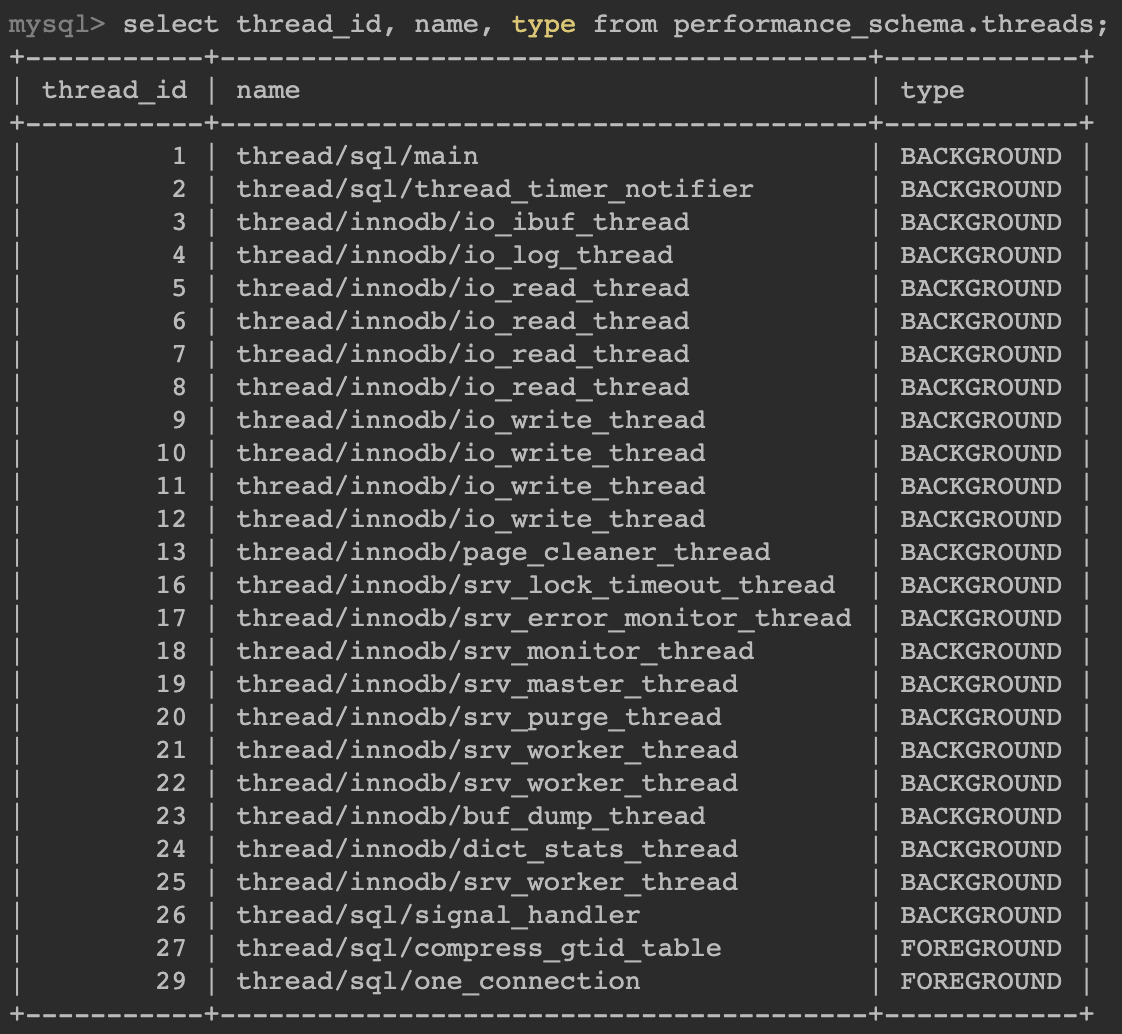 mysql> select thread_id, name, type from performance_schema.threads;
+-----------+----------------------------------------+------------+
| thread_id | name                                   | type       |
+-----------+----------------------------------------+------------+
|         1 | thread/sql/main                        | BACKGROUND |
|         2 | thread/sql/thread_timer_notifier       | BACKGROUND |
|         3 | thread/innodb/io_ibuf_thread           | BACKGROUND |
|         4 | thread/innodb/io_log_thread            | BACKGROUND |
|         5 | thread/innodb/io_read_thread           | BACKGROUND |
|         6 | thread/innodb/io_read_thread           | BACKGROUND |
|         7 | thread/innodb/io_read_thread           | BACKGROUND |
|         8 | thread/innodb/io_read_thread           | BACKGROUND |
|         9 | thread/innodb/io_write_thread          | BACKGROUND |
|        10 | thread/innodb/io_write_thread          | BACKGROUND |
|        11 | thread/innodb/io_write_thread          | BACKGROUND |
|        12 | thread/innodb/io_write_thread          | BACKGROUND |
|        13 | thread/innodb/page_cleaner_thread      | BACKGROUND |
|        16 | thread/innodb/srv_lock_timeout_thread  | BACKGROUND |
|        17 | thread/innodb/srv_error_monitor_thread | BACKGROUND |
|        18 | thread/innodb/srv_monitor_thread       | BACKGROUND |
|        19 | thread/innodb/srv_master_thread        | BACKGROUND |
|        20 | thread/innodb/srv_purge_thread         | BACKGROUND |
|        21 | thread/innodb/srv_worker_thread        | BACKGROUND |
|        22 | thread/innodb/srv_worker_thread        | BACKGROUND |
|        23 | thread/innodb/buf_dump_thread          | BACKGROUND |
|        24 | thread/innodb/dict_stats_thread        | BACKGROUND |
|        25 | thread/innodb/srv_worker_thread        | BACKGROUND |
|        26 | thread/sql/signal_handler              | BACKGROUND |
|        27 | thread/sql/compress_gtid_table         | FOREGROUND |
|        29 | thread/sql/one_connection              | FOREGROUND |
+-----------+----------------------------------------+------------+